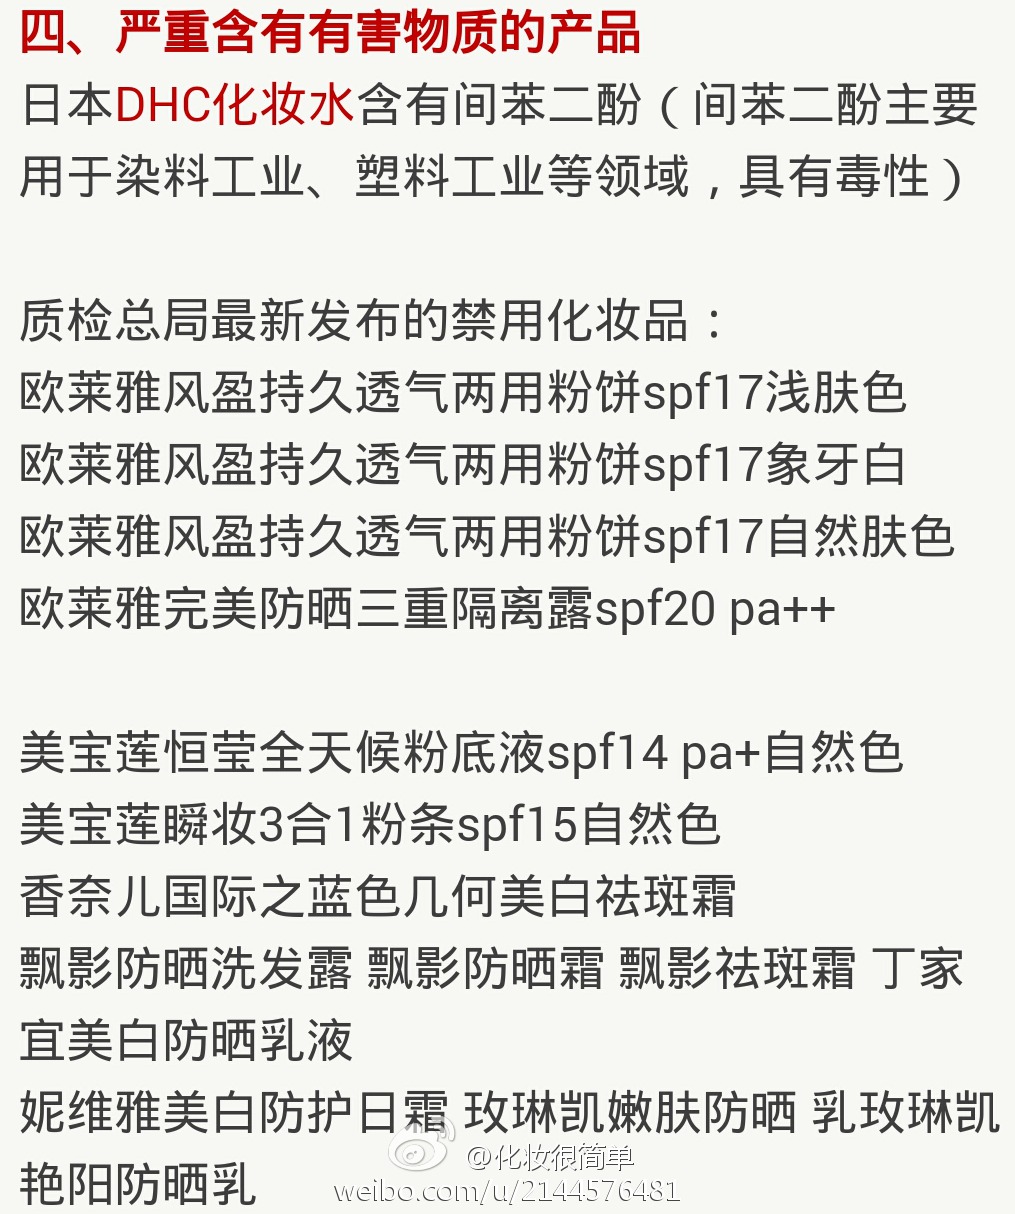 四、严重含有有害物质的产品
日本DHC化妆水含有间苯二酚（间苯二酚主要
用于染料工业、塑料工业等领域，具有毒性）
质检总局最新发布的禁用化妆品：
欧莱雅风盈持久透气两用粉饼spf17浅肤色
欧莱雅风盈持久透气两用粉饼spf17象牙白
欧莱雅风盈持久透气两用粉饼spf17自然肤色
欧莱雅完美防晒三重隔离露spf20 pa++
美宝莲恒莹全天候粉底液spf14 pa+自然色
美宝莲瞬妆3合1粉条spf15自然色
香奈儿国际之蓝色几何美白祛斑霜
飘影防晒洗发露 飘影防晒霜 飘影祛斑霜 丁家
宜美白防晒乳液
妮维雅美白防护日霜 玫琳凯嫩肤防晒 乳玫琳凯
艳阳防晒乳
@化妆很简单
weibo.com/u/2144576481